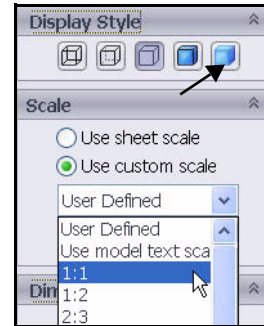 Display Style
Scale
Use sheet scale
Use custom scale
User Defined
User Defined
Use model text sca
1:1
Dim
1:2
2:3